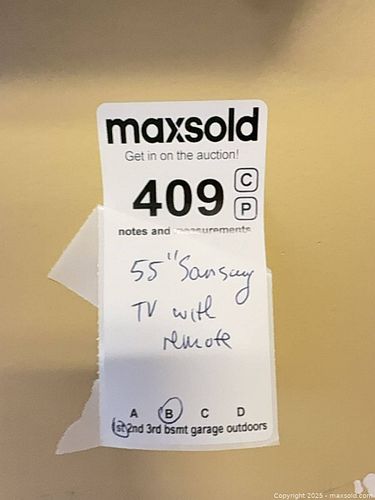 maxsold
Get in on the auction!
409 C
P
notes and measurements
55" Samsung
TV with
remote
A B C D
1st 2nd 3rd bsmt garage outdoors
Copyright 2025 - maxsold.com